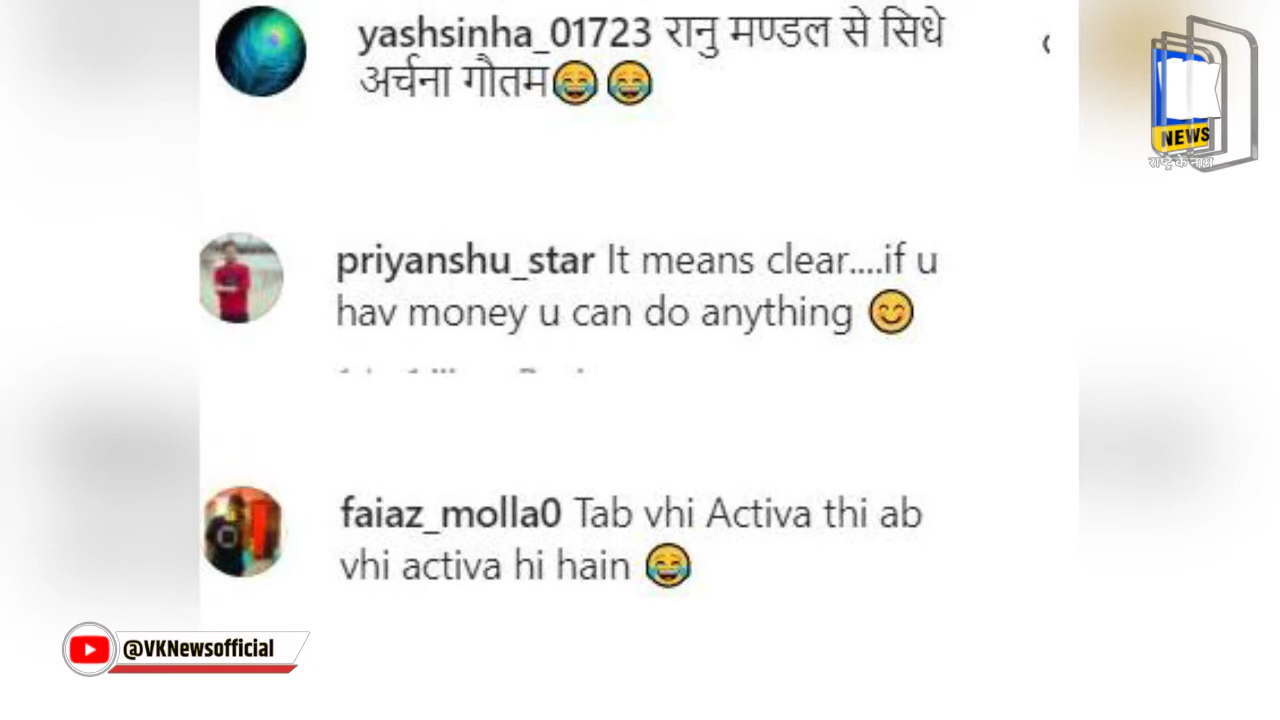 yashsinha_01723 रानु मण्डल से सिधे
अर्चना गौतम😂😂
NEWS
राष्ट्र के नाम
priyanshu_star It means clear....if u
hav money u can do anything 😊
faiaz_molla0 Tab vhi Activa thi ab
vhi activa hi hain 😂
@VKNewsofficial